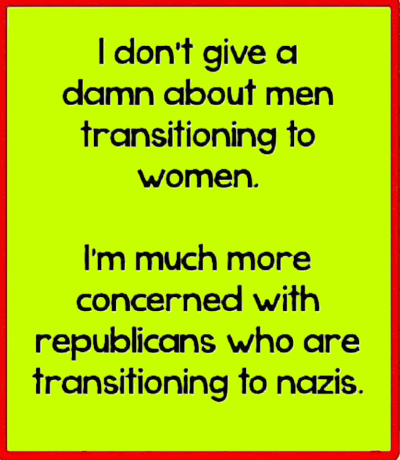 I don't give a
damn about men
transitioning to
women.
I'm much more
concerned with
republicans who are
transitioning to nazis.